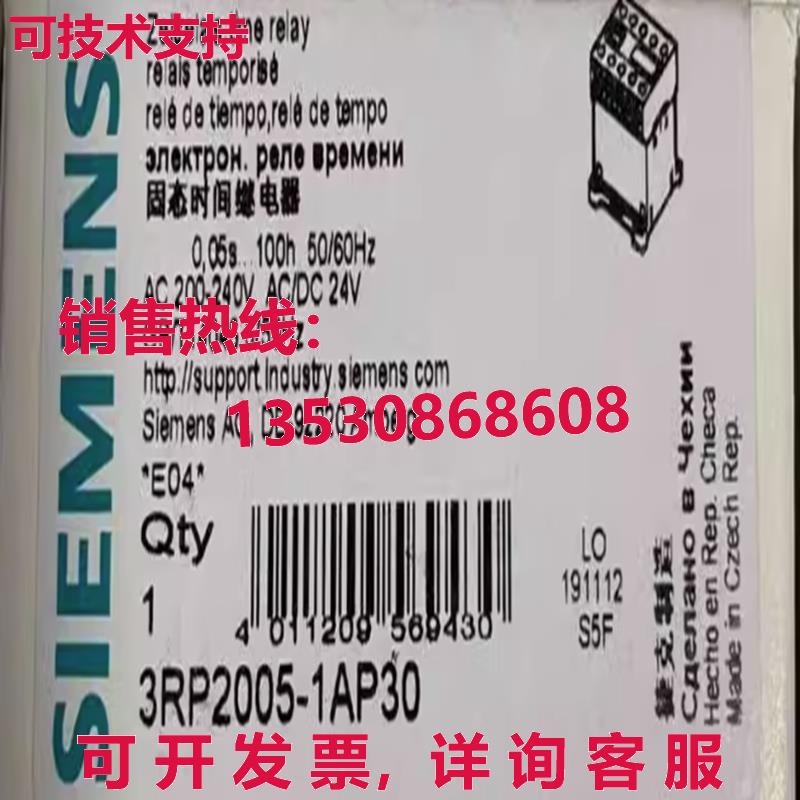 可技术支持
relay
relais temporisé
relé de tiempo,relé de tempo
электрон. реле времени
固态时间继电器
0,05s...100h 50/60Hz
AC 200-240V, AC/DC 24V
销售热线：
http://support.industry.siemens.com
13530868608
Siemens AG,
*E04*
Qty
1
4 011209 569430
3RP2005-1AP30
LO
191112
S5F
捷克制造
Сделано в Чехии
Hecho en Rep. Checa
Made in Czech Rep.
SIEMENS
可开发票, 详询客服